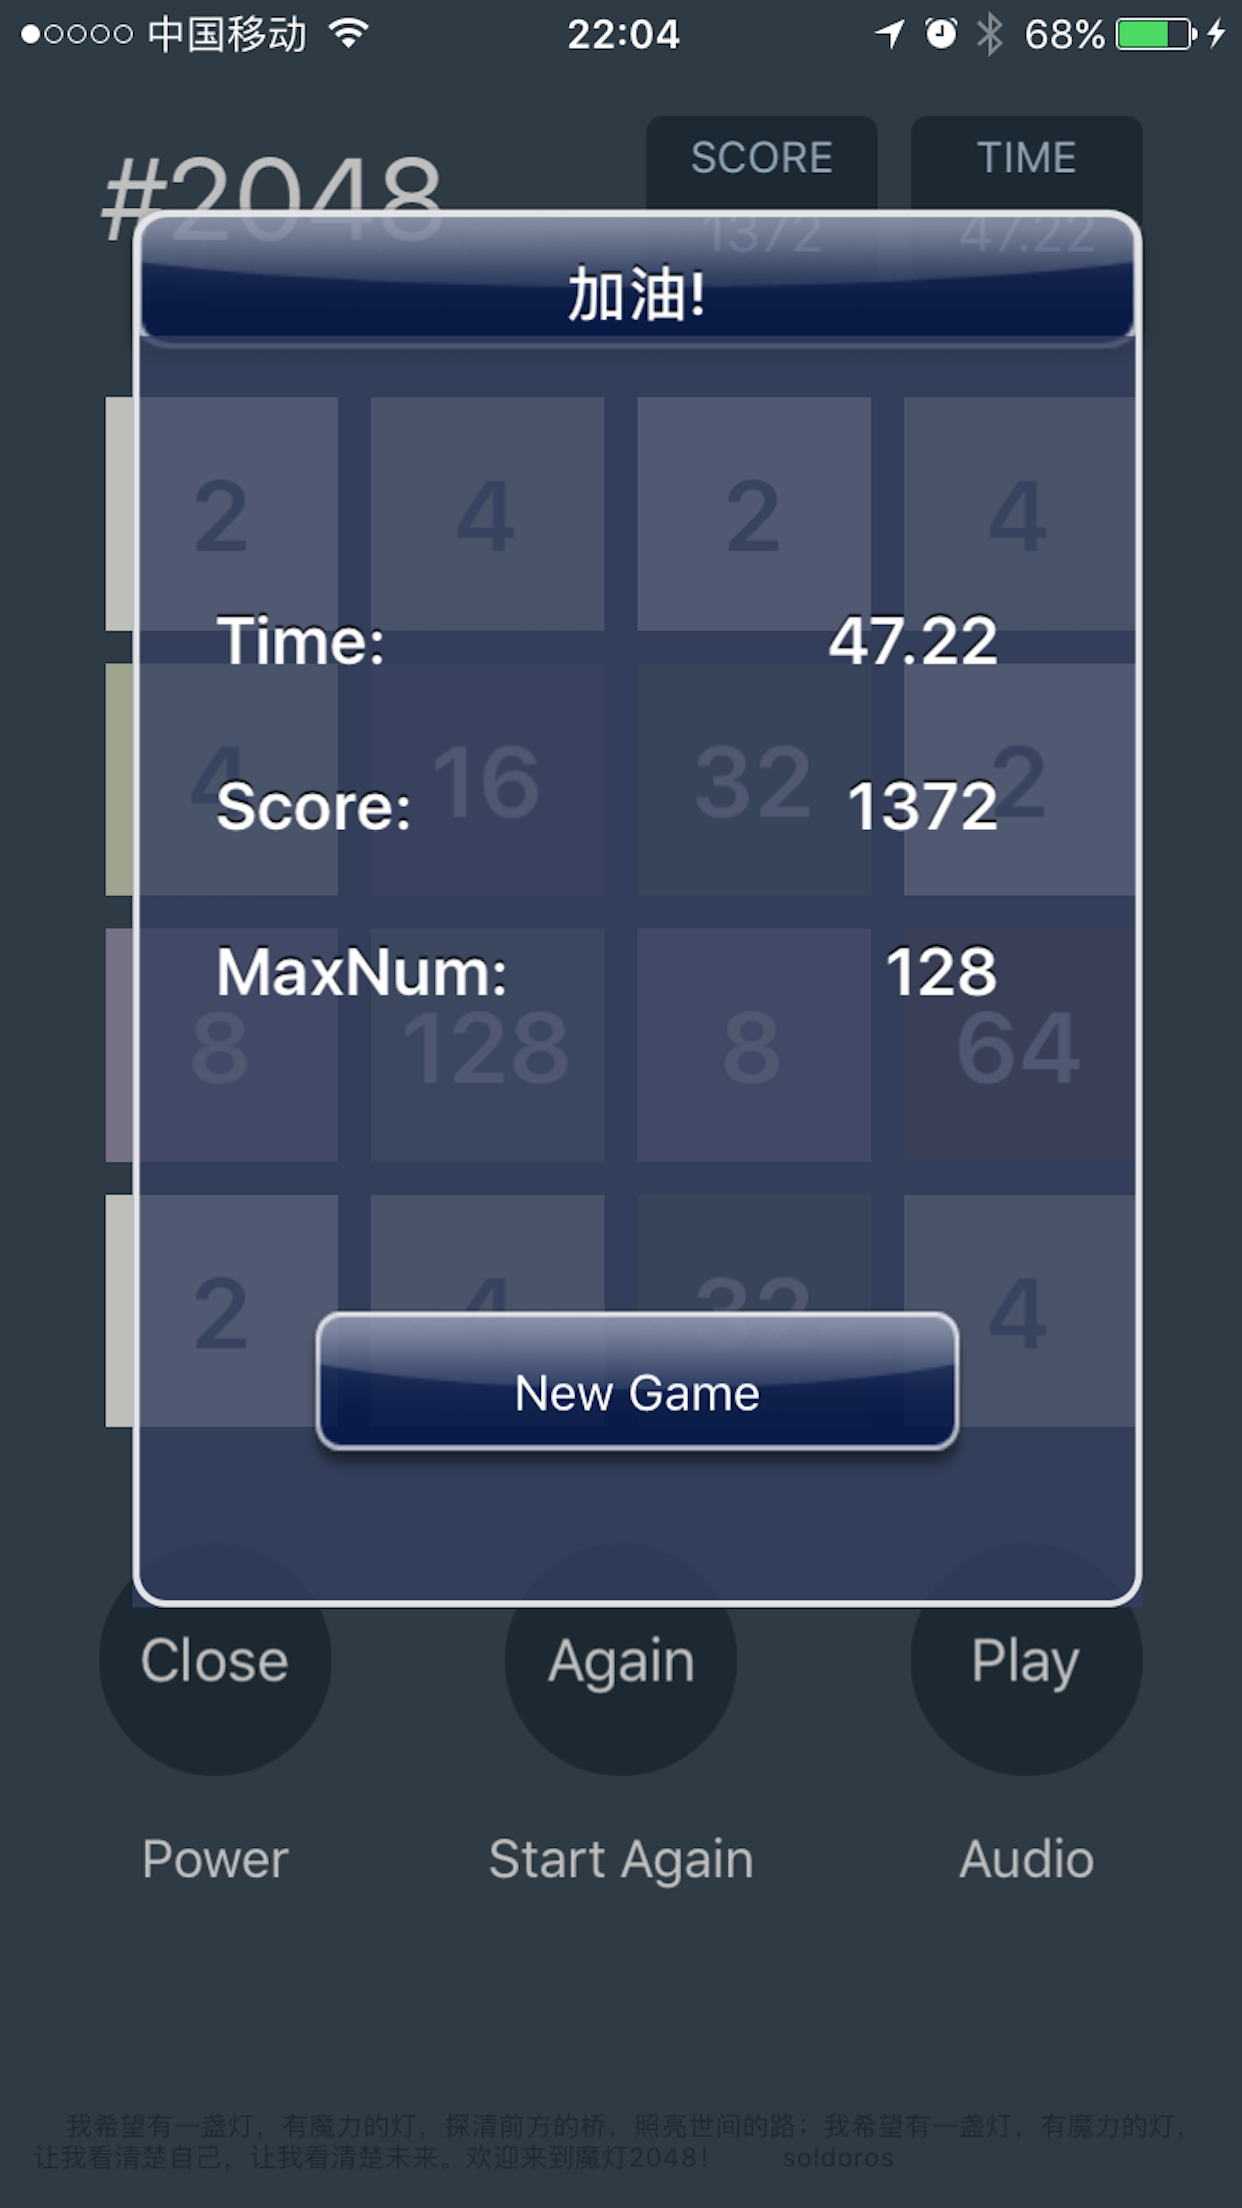 中国移动 22:04 68%
#2048
SCORE TIME
1372 47.22
加油!
2 4 2 4
Time: 47.22
4 16 32 2
Score: 1372
MaxNum: 128
8 128 8 64
2 4 32 4
New Game
Close Again Play
Power Start Again Audio
我希望有一盏灯，有魔力的灯，探清前方的桥，照亮世间的路；我希望有一盏灯，有魔力的灯，
让我看清楚自己，让我看清楚未来。欢迎来到魔灯2048！ soldoros